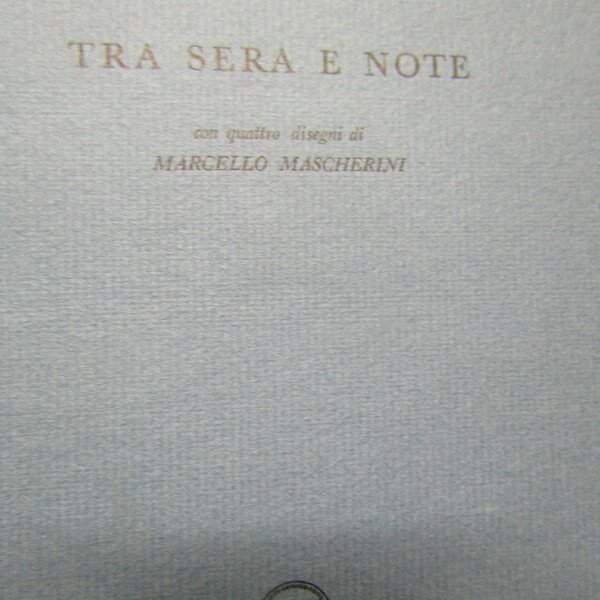 TRA SERA E NOTE
con quattro disegni di
MARCELLO MASCHERINI